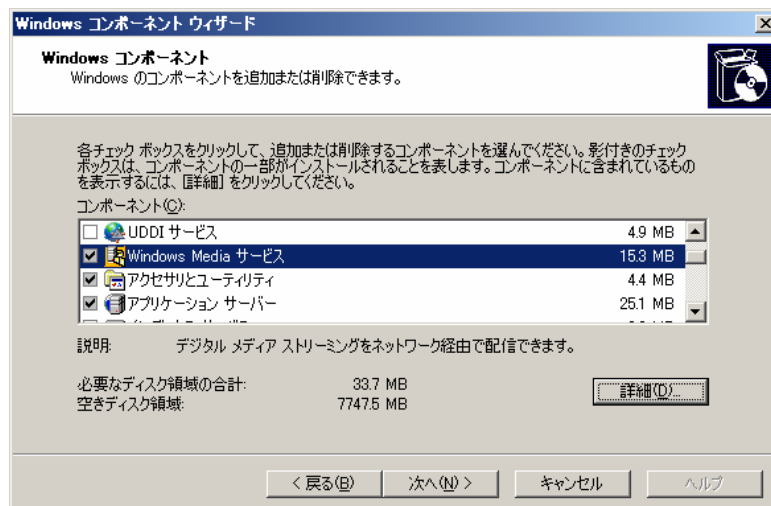 Windows コンポーネント ウィザード
Windows コンポーネント
Windows のコンポーネントを追加または削除できます。
各チェック ボックスをクリックして、追加または削除するコンポーネントを選んでください。影付きのチェック
ボックスは、コンポーネントの一部がインストールされることを表します。コンポーネントに含まれているもの
を表示するには、[詳細] をクリックしてください。
コンポーネント(C):
UDDI サービス 4.9 MB
Windows Media サービス 15.3 MB
アクセサリとユーティリティ 4.4 MB
アプリケーション サーバー 25.1 MB
説明: デジタル メディア ストリーミングをネットワーク経由で配信できます。
必要なディスク領域の合計: 33.7 MB
空きディスク領域: 7747.5 MB
詳細(D)...
< 戻る(B) 次へ(N) > キャンセル ヘルプ